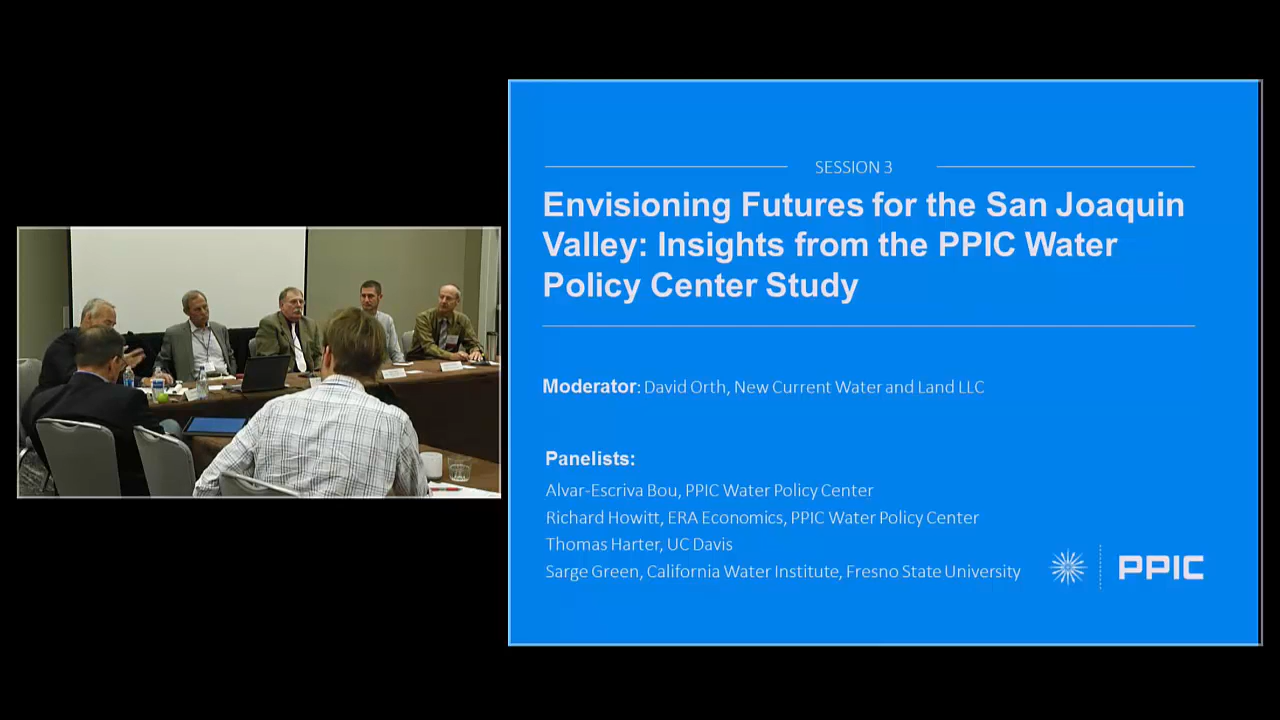 SESSION 3
Envisioning Futures for the San Joaquin
Valley: Insights from the PPIC Water
Policy Center Study
Moderator: David Orth, New Current Water and Land LLC
Panelists:
Alvar-Escriva Bou, PPIC Water Policy Center
Richard Howitt, ERA Economics, PPIC Water Policy Center
Thomas Harter, UC Davis
Sarge Green, California Water Institute, Fresno State University
PPIC